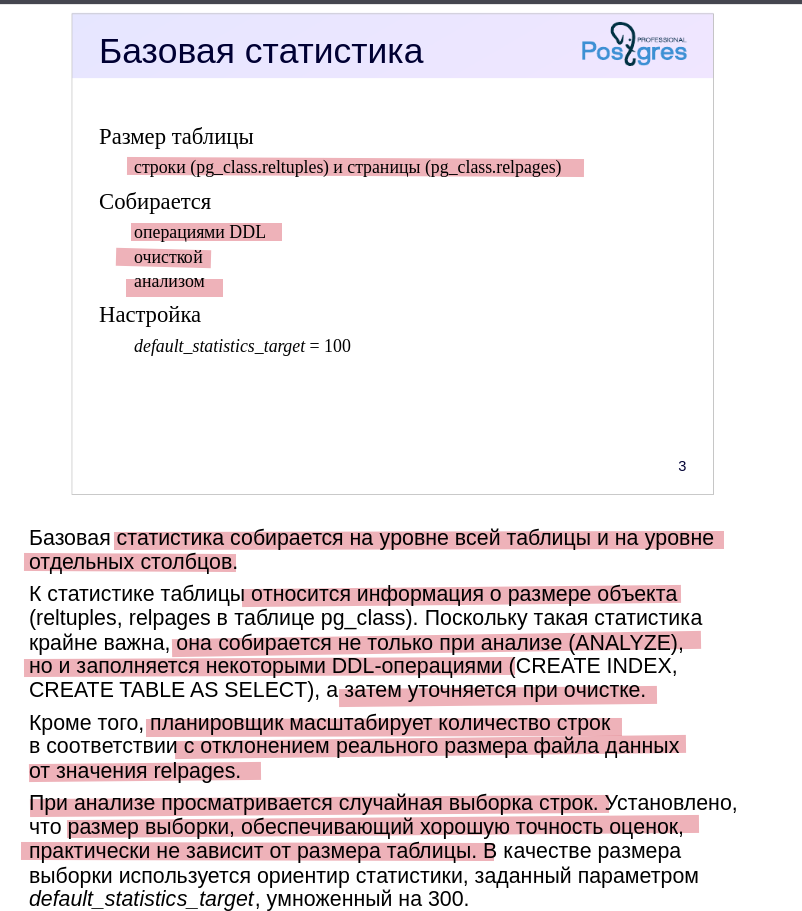 Базовая статистика
PROFESSIONAL
Postgres
Размер таблицы
строки (pg_class.reltuples) и страницы (pg_class.relpages)
Собирается
операциями DDL
очисткой
анализом
Настройка
default_statistics_target = 100
3
Базовая статистика собирается на уровне всей таблицы и на уровне
отдельных столбцов.
К статистике таблицы относится информация о размере объекта
(reltuples, relpages в таблице pg_class). Поскольку такая статистика
крайне важна, она собирается не только при анализе (ANALYZE),
но и заполняется некоторыми DDL-операциями (CREATE INDEX,
CREATE TABLE AS SELECT), а затем уточняется при очистке.
Кроме того, планировщик масштабирует количество строк
в соответствии с отклонением реального размера файла данных
от значения relpages.
При анализе просматривается случайная выборка строк. Установлено,
что размер выборки, обеспечивающий хорошую точность оценок,
практически не зависит от размера таблицы. В качестве размера
выборки используется ориентир статистики, заданный параметром
default_statistics_target, умноженный на 300.